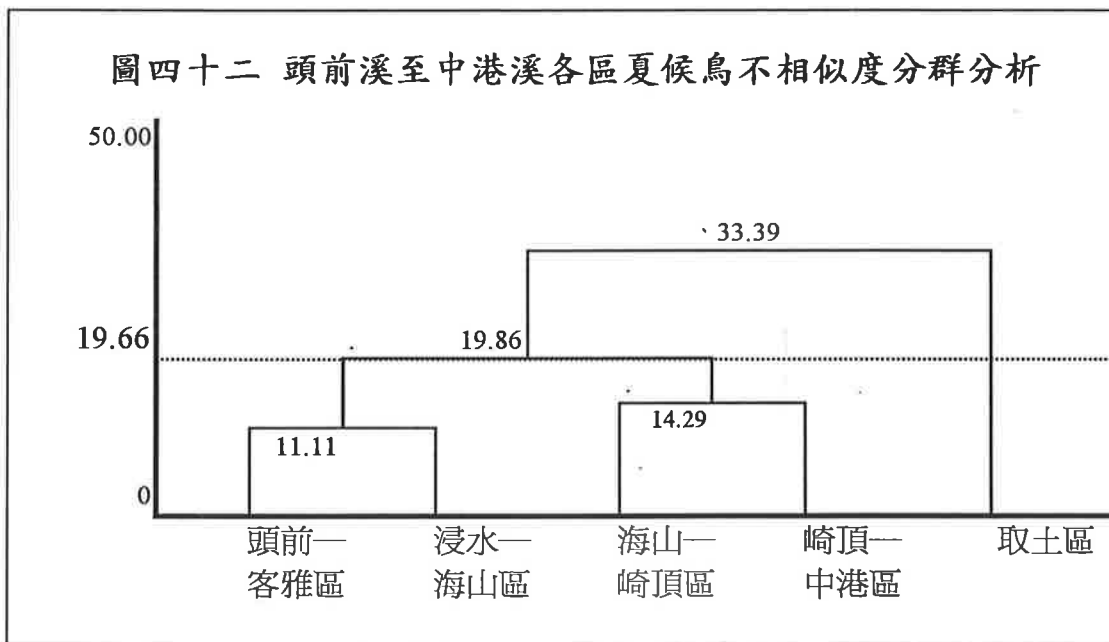 圖四十二 頭前溪至中港溪各區夏候鳥不相似度分群分析
50.00
33.39
19.66
19.86
14.29
11.11
0
頭前— 浸水— 海山— 崎頂— 取土區
客雅區 海山區 崎頂區 中港區